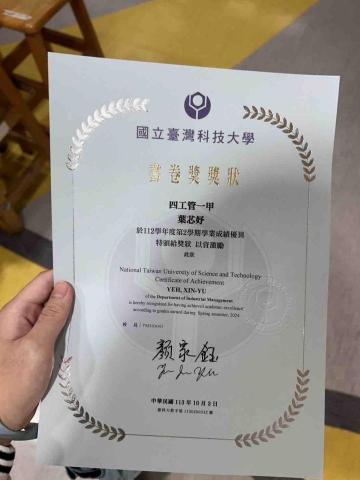 國立臺灣科技大學
書卷獎獎狀
四工管一甲
葉芯妤
於112學年度第2學期學業成績優異
特頒給獎狀 以資激勵
此狀
National Taiwan University of Science and Technology
Certificate of Achievement
YEH, XIN-YU
of the Department of Industrial Management
is hereby recognized for having achieved academic excellence
according to grades earned during Spring semester, 2024
校長 PRESIDENT
顏家鈺
中華民國 113 年 10 月 2 日